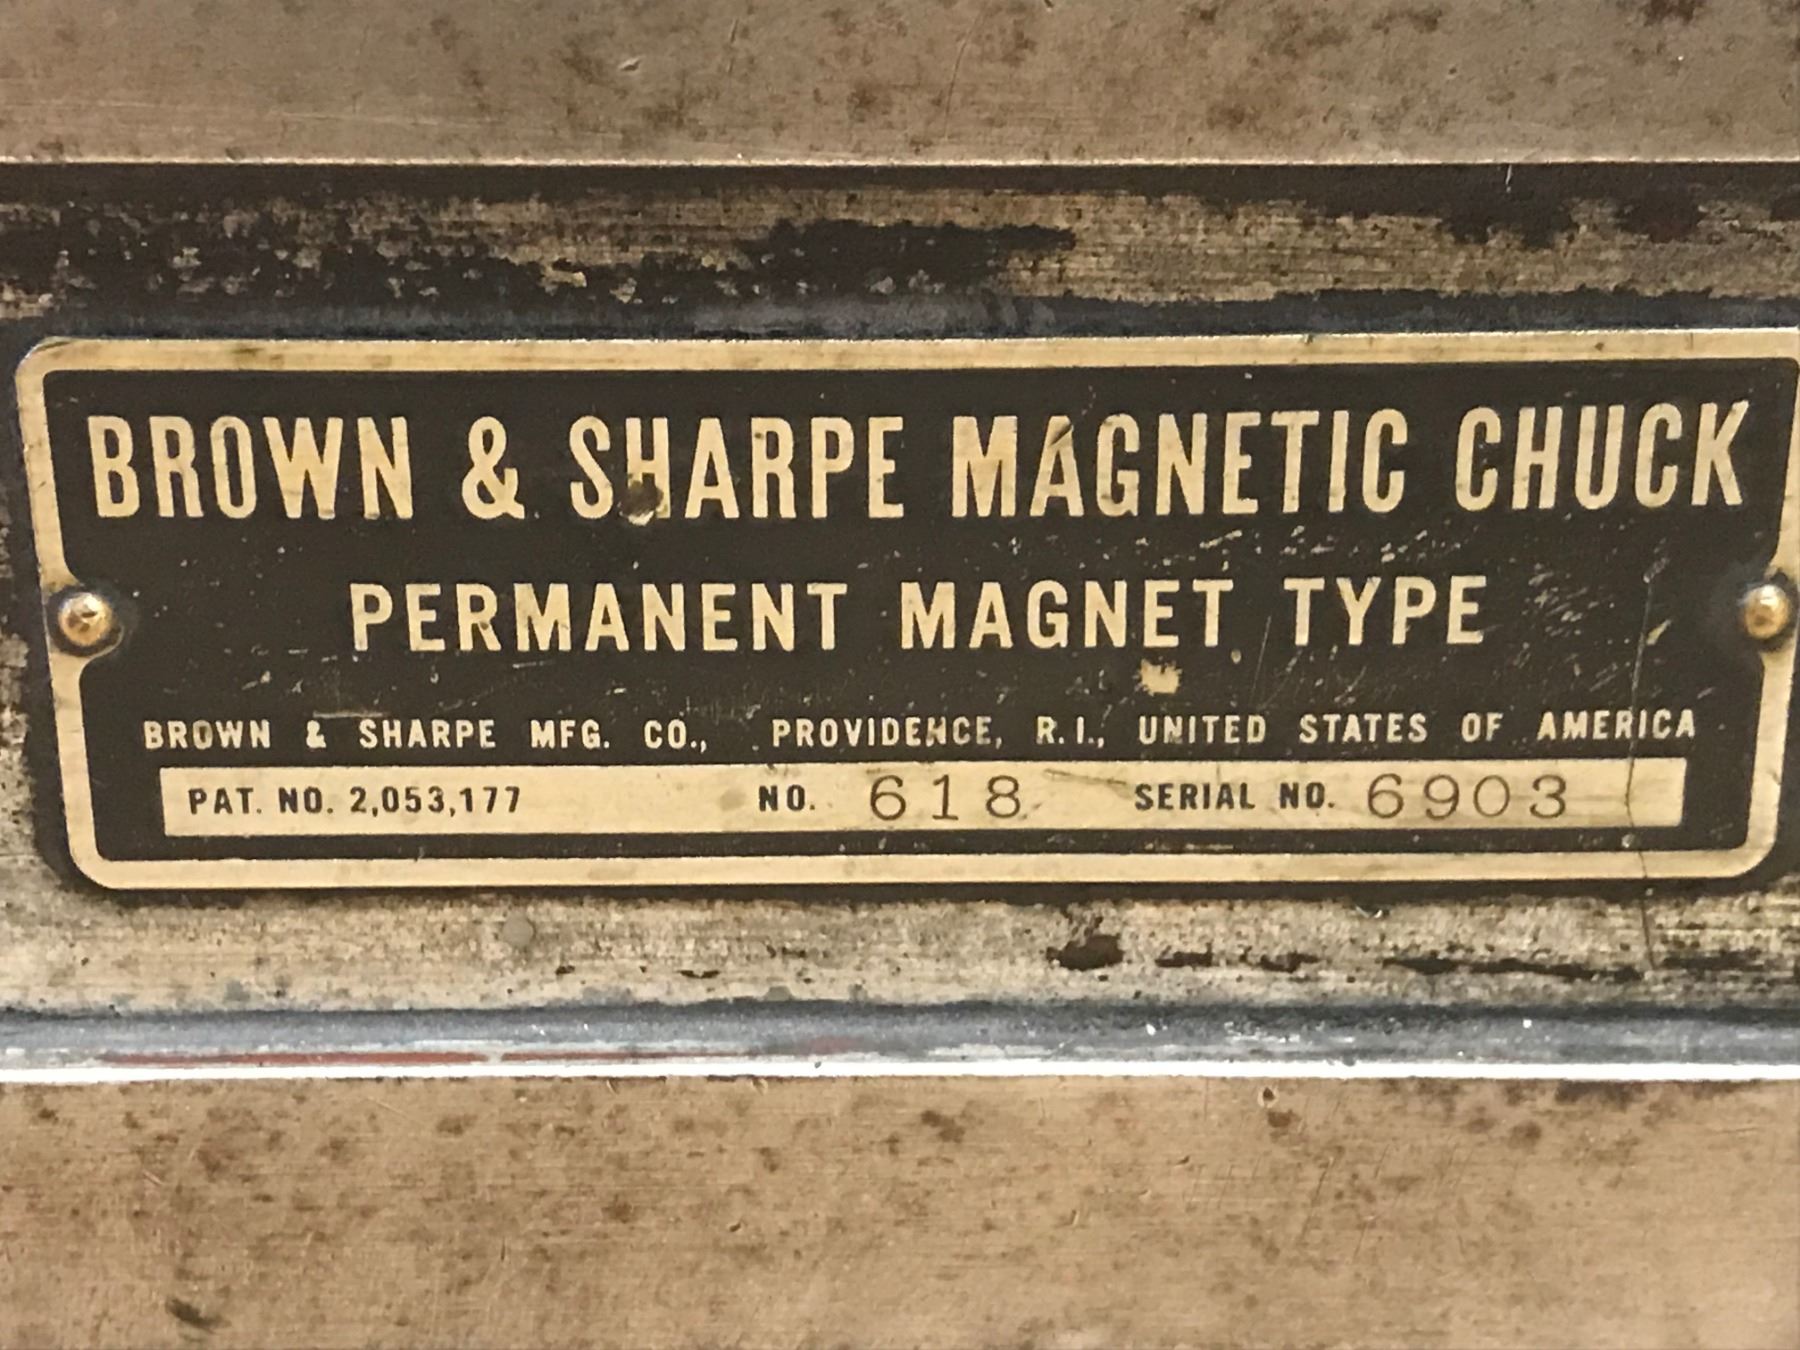 BROWN & SHARPE MAGNETIC CHUCK
PERMANENT MAGNET TYPE
BROWN & SHARPE MFG. CO., PROVIDENCE, R.I., UNITED STATES OF AMERICA
PAT. NO. 2,053,177 NO. 618 SERIAL NO. 6903